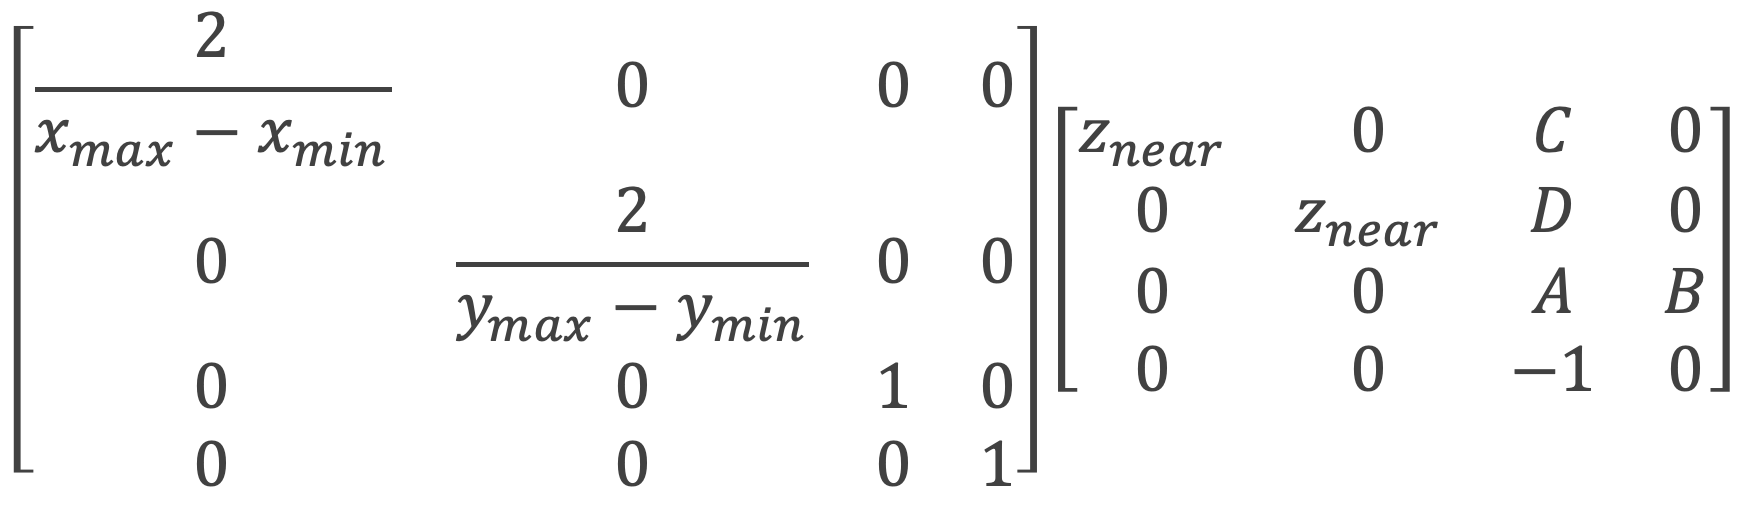 [ 2/(x_max − x_min) 0 0 0 ] [ z_near 0 C 0 ]
[ 0 2/(y_max − y_min) 0 0 ] [ 0 z_near D 0 ]
[ 0 0 1 0 ] [ 0 0 A B ]
[ 0 0 0 1 ] [ 0 0 −1 0 ]